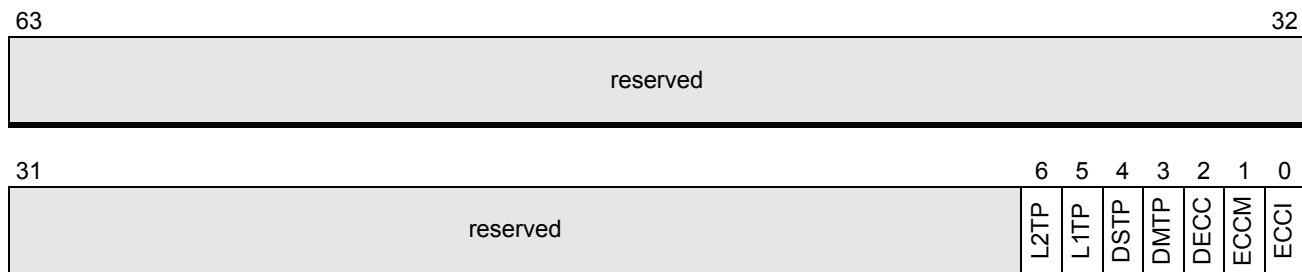 63 32
reserved
31 6 5 4 3 2 1 0
reserved L2TP L1TP DSTP DMTP DECC ECCM ECCI